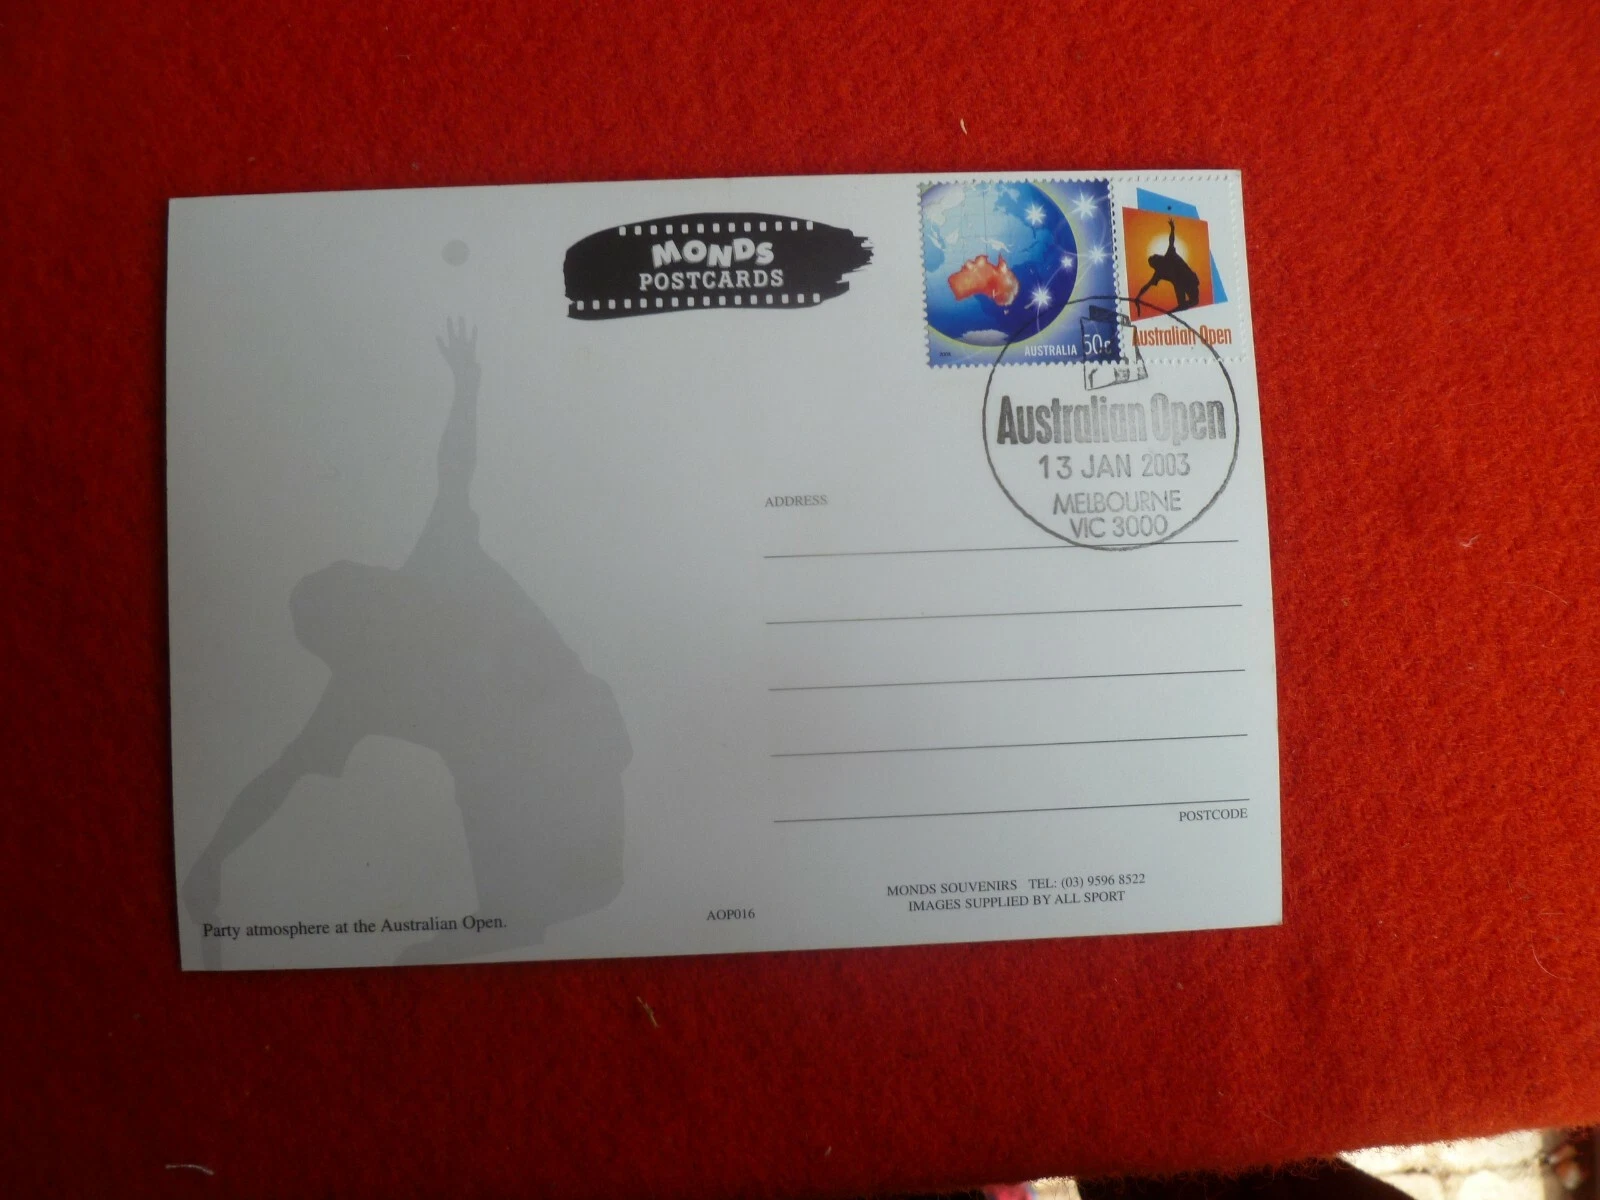 MONDS
POSTCARDS
AUSTRALIA 50c
Australian Open
Australian Open
13 JAN 2003
MELBOURNE
VIC 3000
ADDRESS
POSTCODE
MONDS SOUVENIRS TEL: (03) 9596 8522
IMAGES SUPPLIED BY ALL SPORT
AOP016
Party atmosphere at the Australian Open.